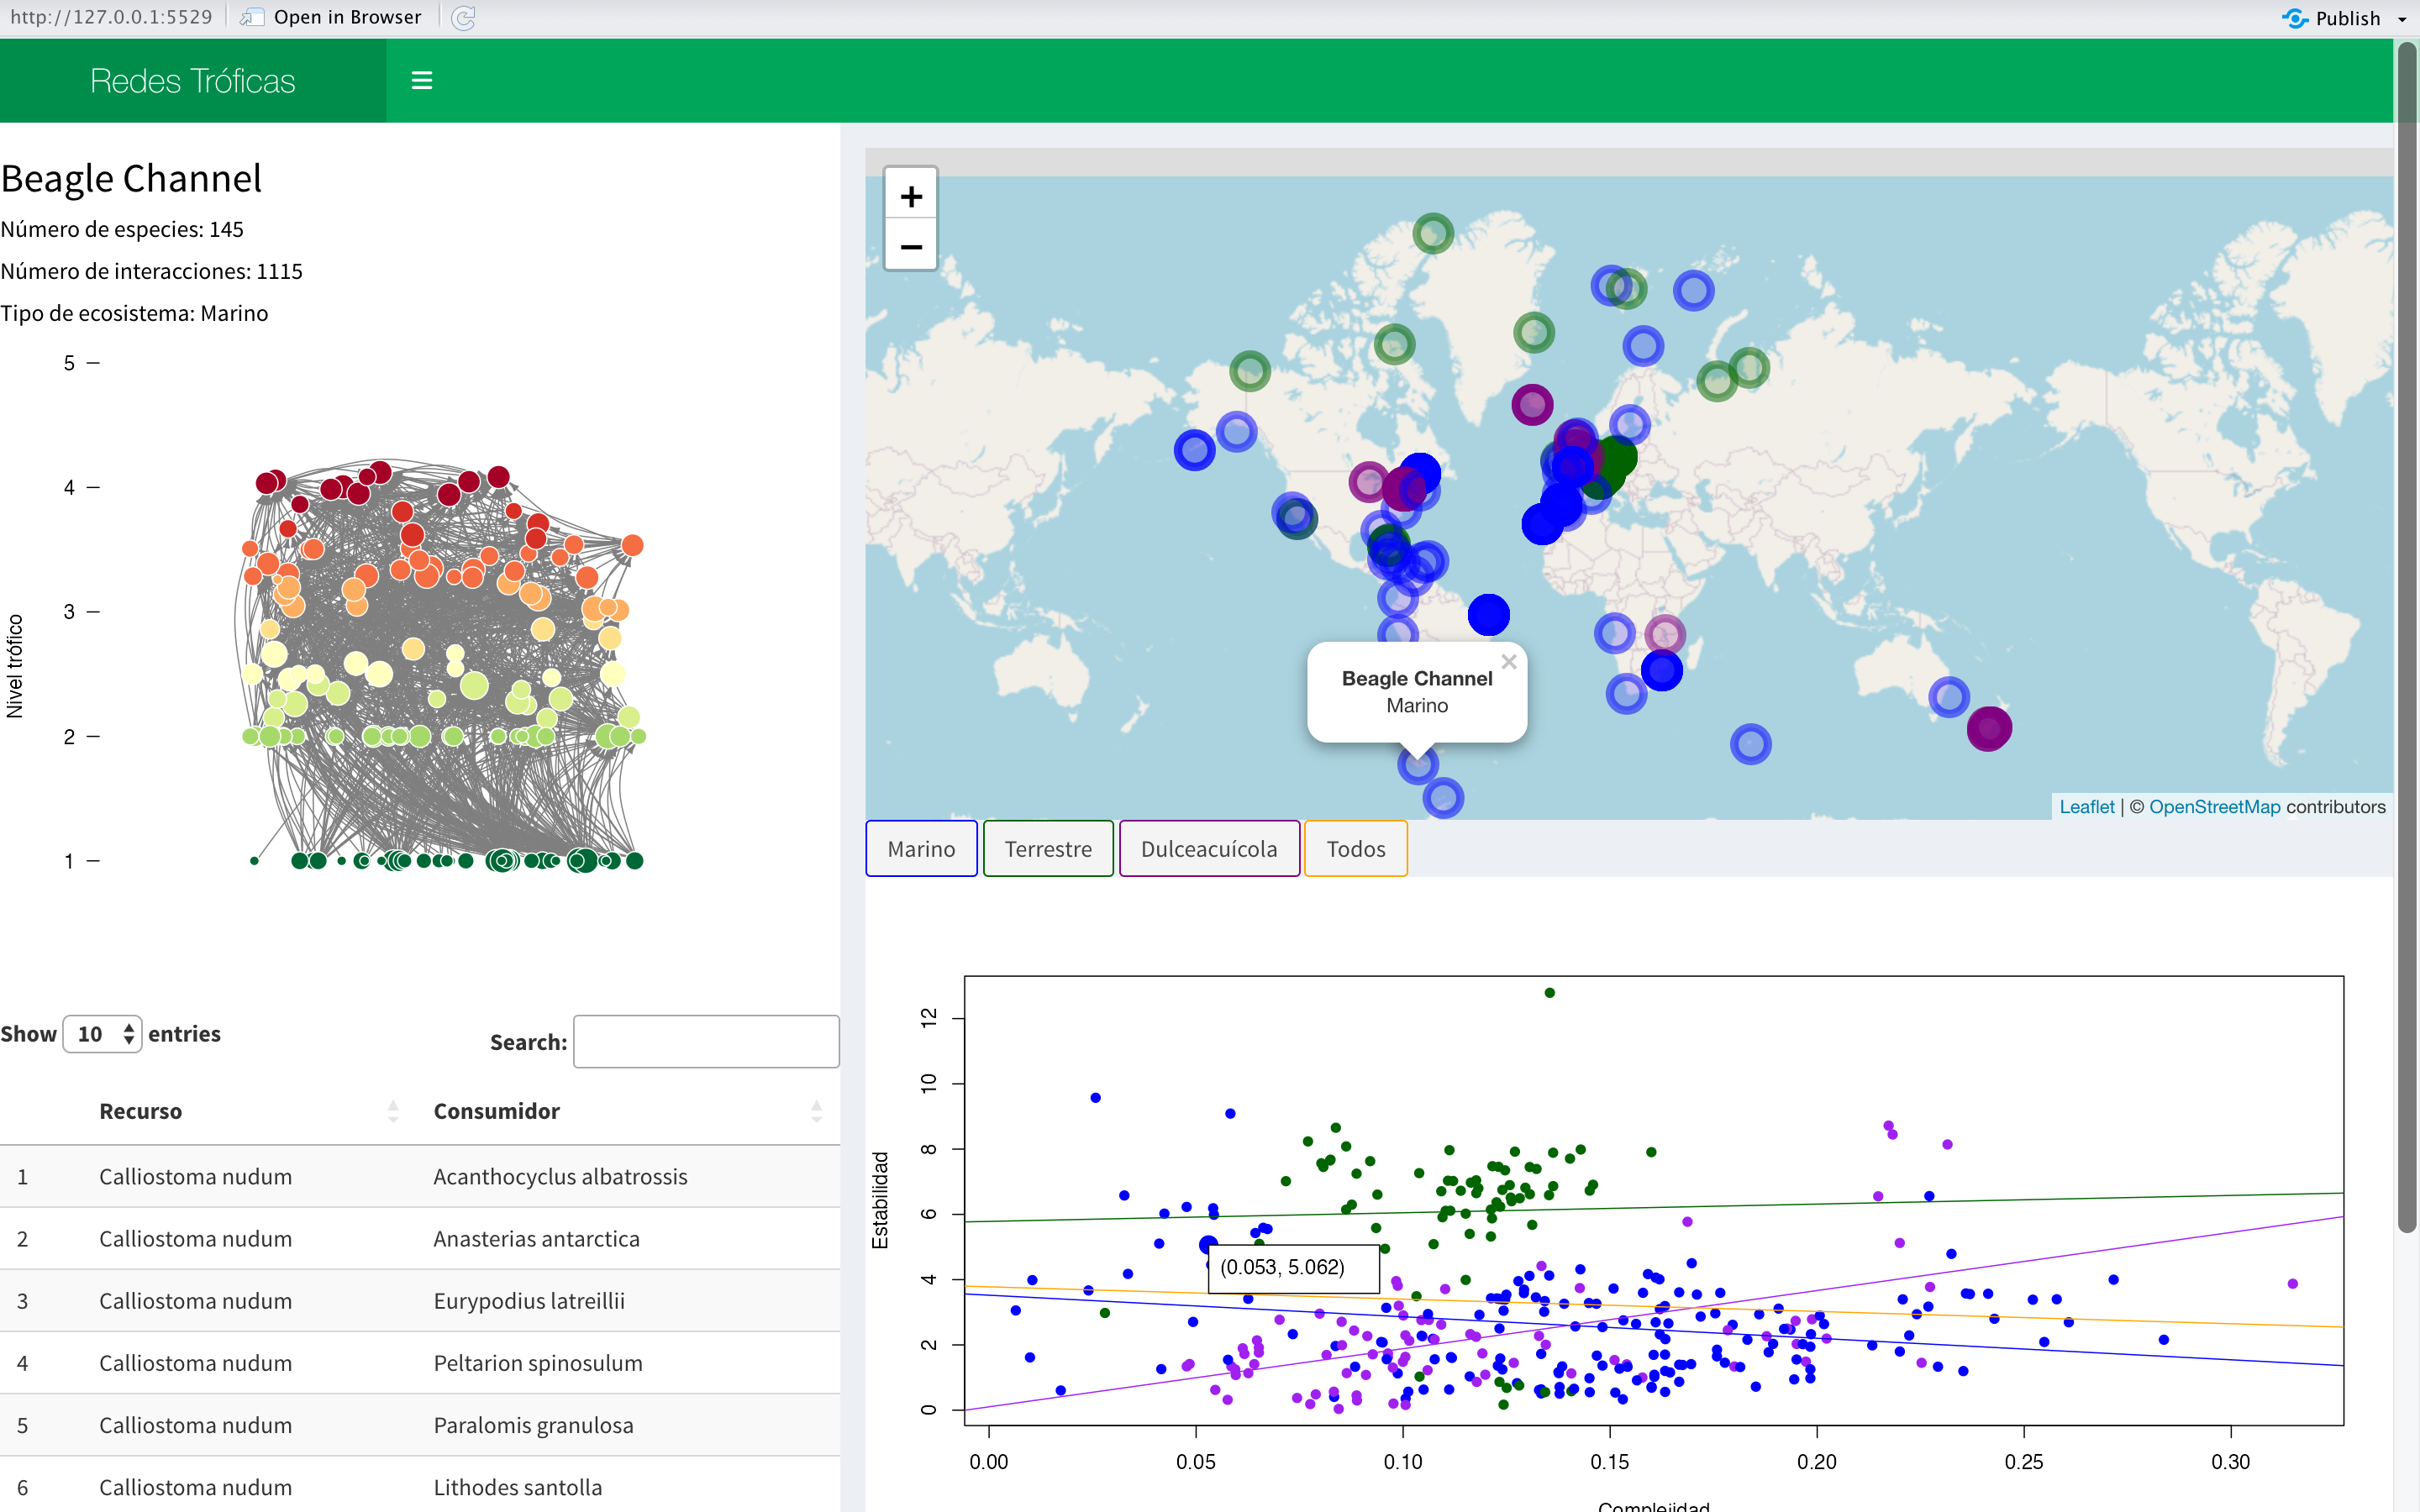 http://127.0.0.1:5529 Open in Browser Publish
Redes Tróficas
Beagle Channel
Número de especies: 145
Número de interacciones: 1115
Tipo de ecosistema: Marino
5
4
3
2
1
Nivel trófico
Show 10 entries
Search:
Recurso Consumidor
1 Calliostoma nudum Acanthocyclus albatrossis
2 Calliostoma nudum Anasterias antarctica
3 Calliostoma nudum Eurypodius latreillii
4 Calliostoma nudum Peltarion spinosulum
5 Calliostoma nudum Paralomis granulosa
6 Calliostoma nudum Lithodes santolla
+
−
Beagle Channel ×
Marino
Leaflet | © OpenStreetMap contributors
Marino Terrestre Dulceacuícola Todos
12
10
8
6
4
2
0
Estabilidad
(0.053, 5.062)
0.00 0.05 0.10 0.15 0.20 0.25 0.30
Complejidad